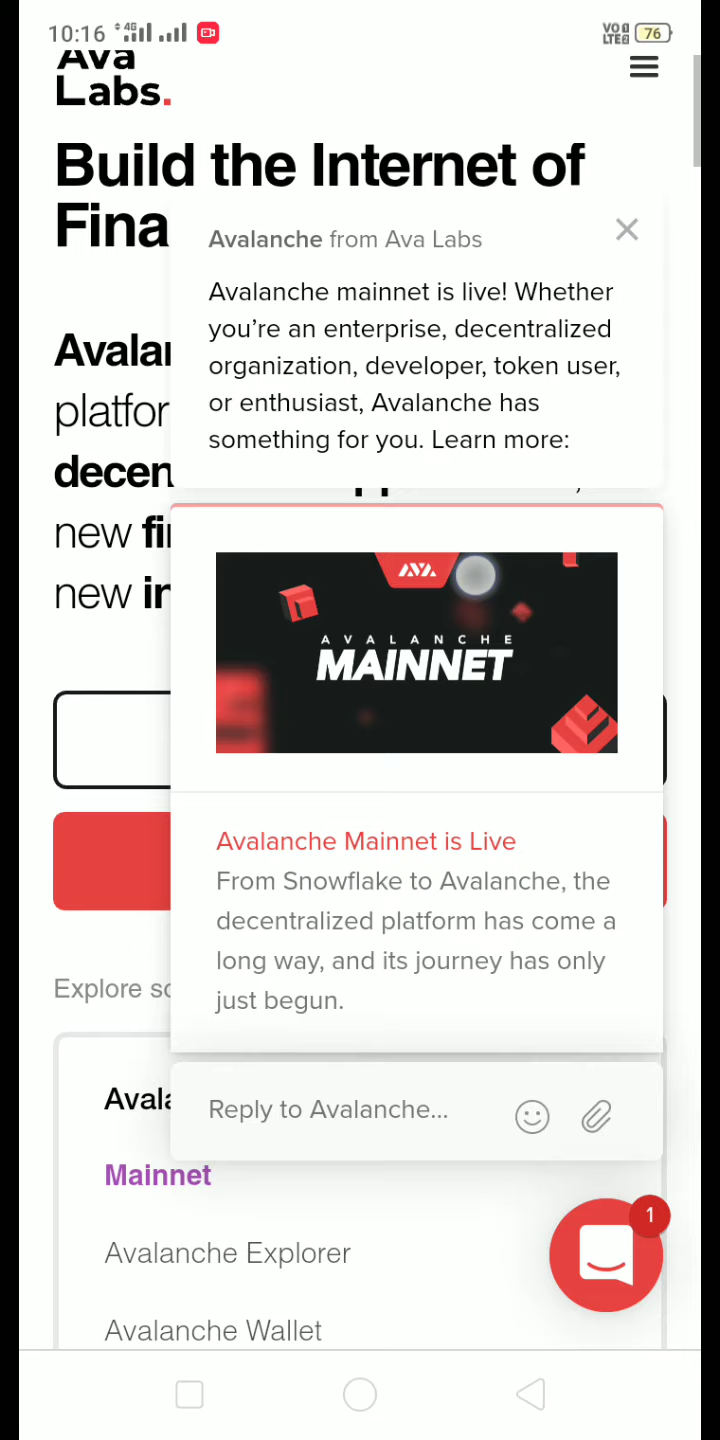 10:16 4G VO LTE 76
Ava
Labs.
Build the Internet of
Fina
Avalanche from Ava Labs
Avalanche mainnet is live! Whether
you’re an enterprise, decentralized
organization, developer, token user,
or enthusiast, Avalanche has
something for you. Learn more:
Avalan
platfor
decen
new fi
new in
AVALANCHE
MAINNET
Avalanche Mainnet is Live
From Snowflake to Avalanche, the
decentralized platform has come a
long way, and its journey has only
just begun.
Explore so
Reply to Avalanche...
Avala
Mainnet
1
Avalanche Explorer
Avalanche Wallet